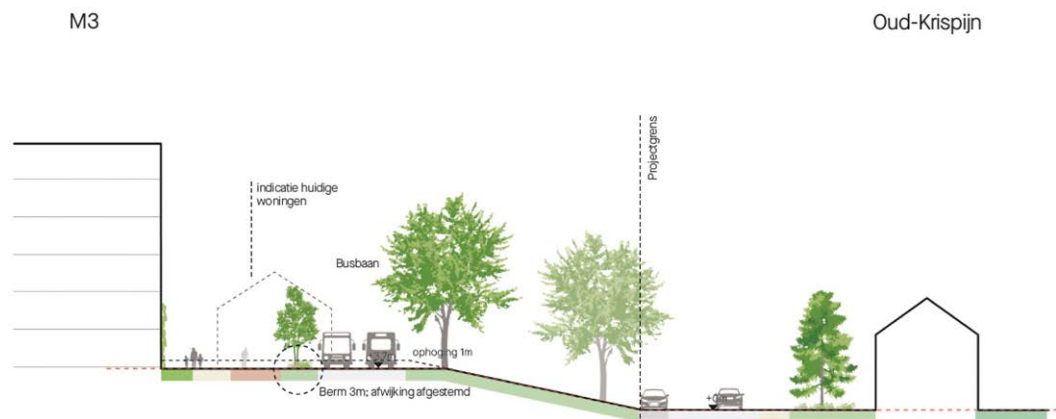 M3
Oud-Krispijn
Projectgrens
indicatie huidige
woningen
Busbaan
ophoging 1m
Berm 3m; afwijking afgestemd